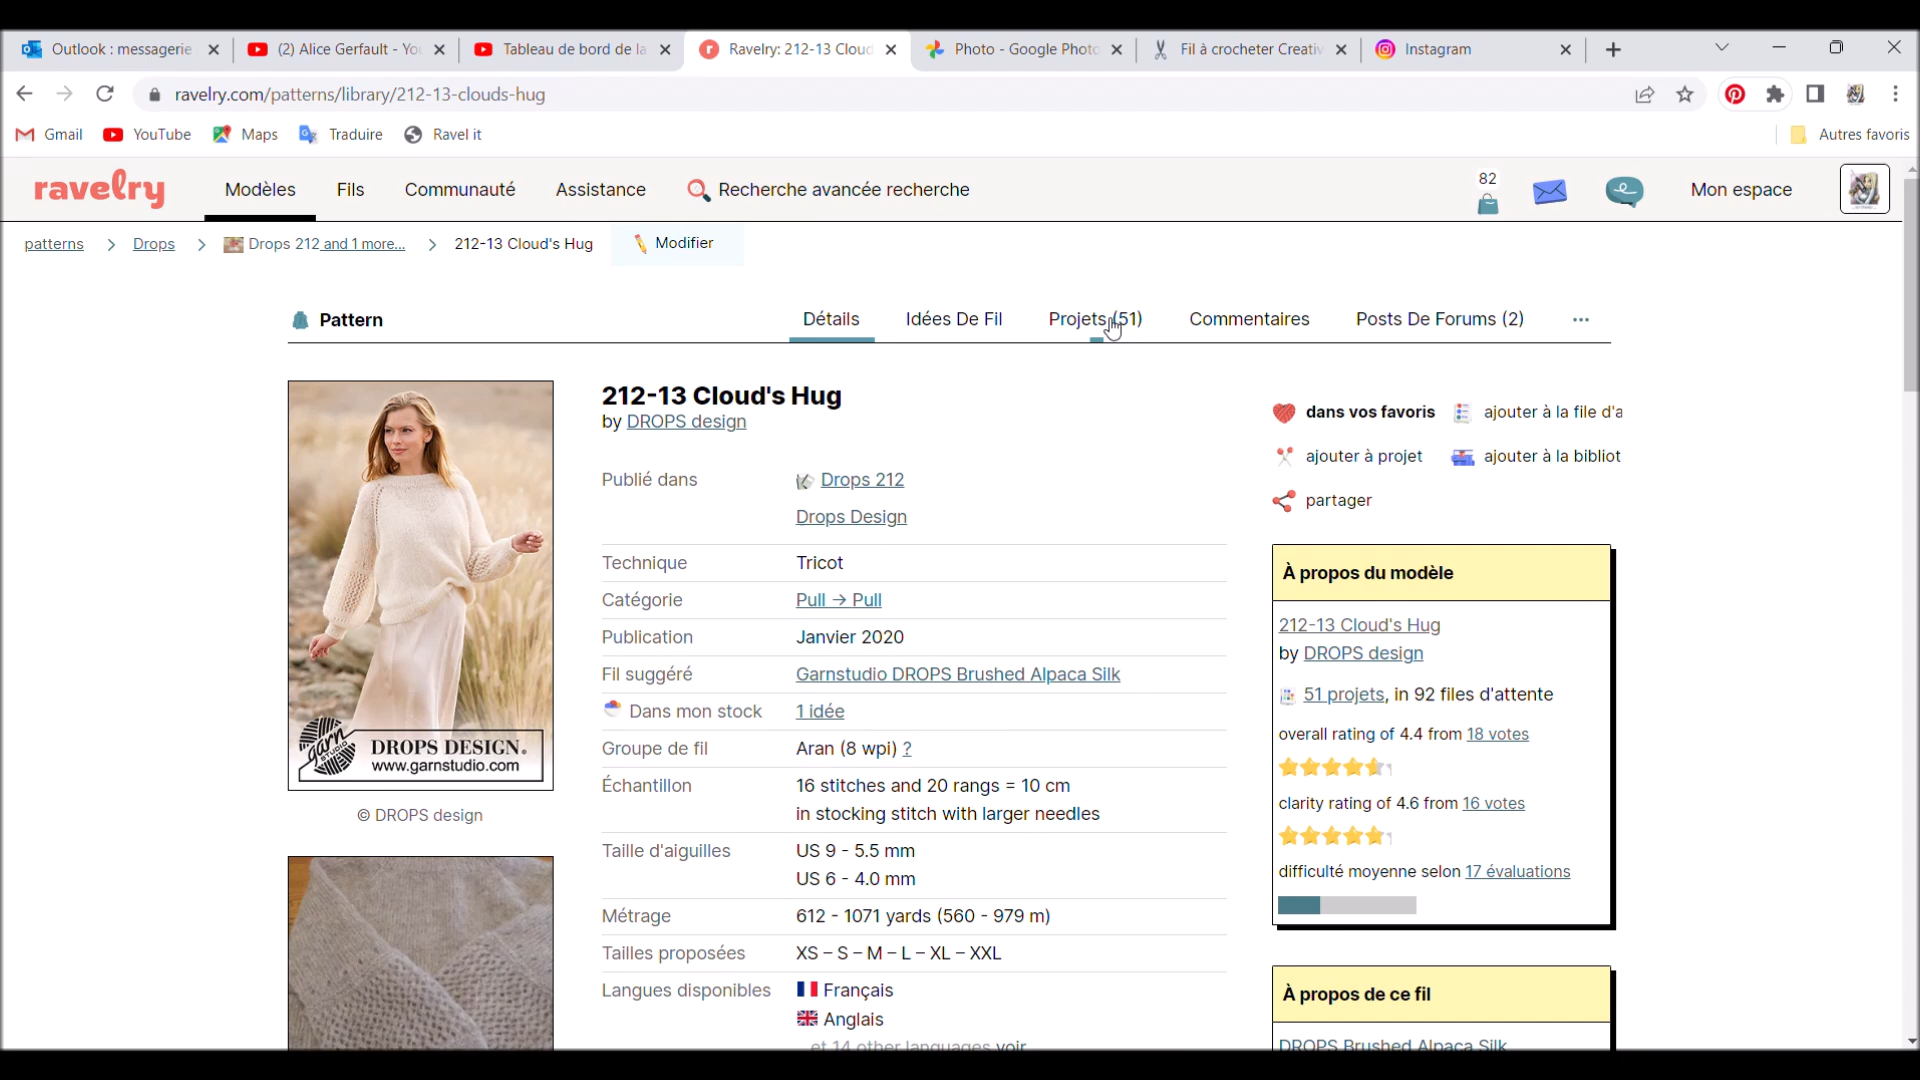 Outlook : messagerie
(2) Alice Gerfault - You
Tableau de bord de la
Ravelry: 212-13 Cloud
Photo - Google Photo
Fil à crocheter Creativ
Instagram
ravelry.com/patterns/library/212-13-clouds-hug
Gmail YouTube Maps Traduire Ravel it Autres favoris
ravelry Modèles Fils Communauté Assistance Recherche avancée recherche 82 Mon espace
patterns > Drops > Drops 212 and 1 more... > 212-13 Cloud's Hug Modifier
Pattern Détails Idées De Fil Projets (51) Commentaires Posts De Forums (2) ...
212-13 Cloud's Hug
by DROPS design
Publié dans Drops 212
Drops Design
Technique Tricot
Catégorie Pull → Pull
Publication Janvier 2020
Fil suggéré Garnstudio DROPS Brushed Alpaca Silk
Dans mon stock 1 idée
Groupe de fil Aran (8 wpi) ?
Échantillon 16 stitches and 20 rangs = 10 cm
in stocking stitch with larger needles
Taille d'aiguilles US 9 - 5.5 mm
US 6 - 4.0 mm
Métrage 612 - 1071 yards (560 - 979 m)
Tailles proposées XS – S – M – L – XL – XXL
Langues disponibles Français
Anglais
et 14 other languages voir
garn
STUDIO
DROPS DESIGN®
www.garnstudio.com
© DROPS design
dans vos favoris ajouter à la file d'a
ajouter à projet ajouter à la bibliot
partager
À propos du modèle
212-13 Cloud's Hug
by DROPS design
51 projets, in 92 files d'attente
overall rating of 4.4 from 18 votes
clarity rating of 4.6 from 16 votes
difficulté moyenne selon 17 évaluations
À propos de ce fil
DROPS Brushed Alpaca Silk